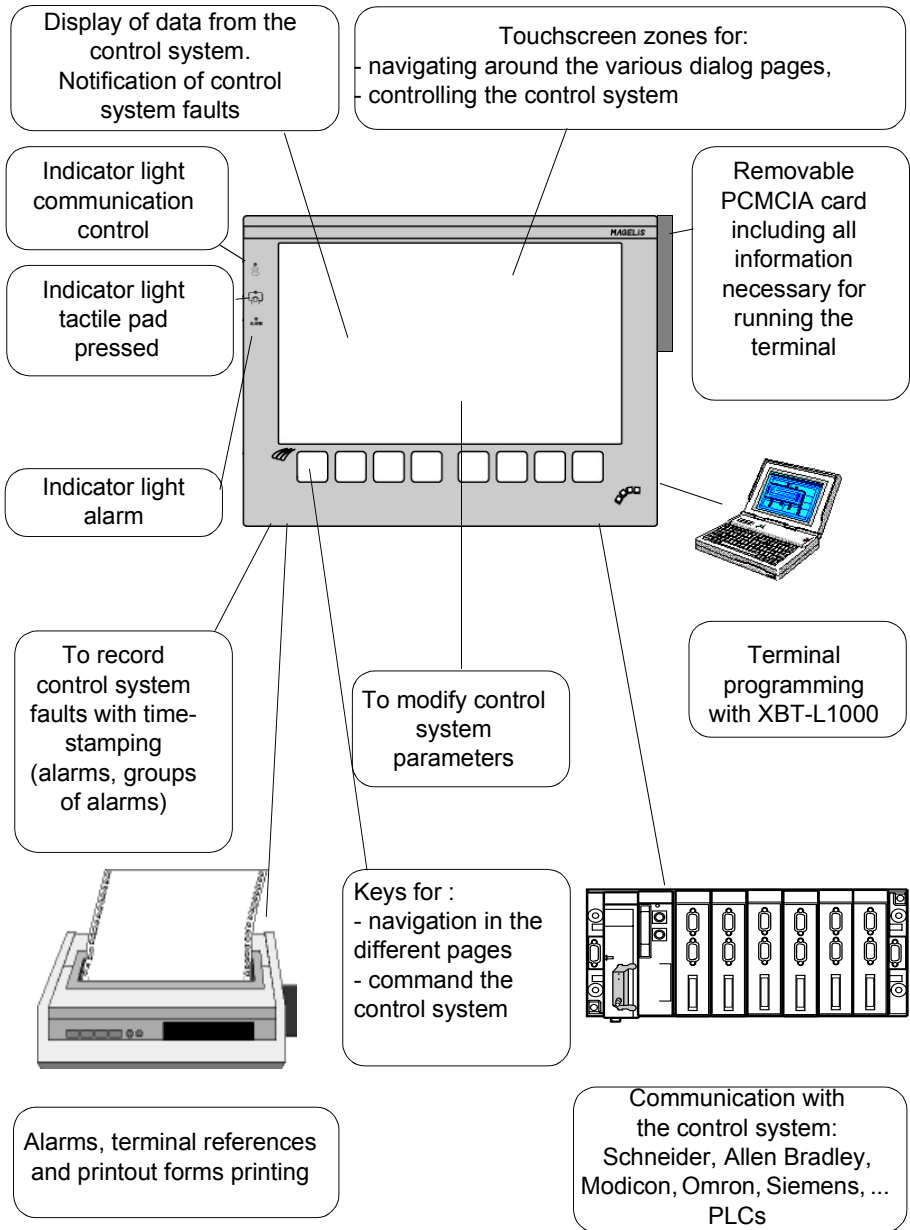 Display of data from the
control system.
Notification of control
system faults
Touchscreen zones for:
- navigating around the various dialog pages,
- controlling the control system
Indicator light
communication
control
Removable
PCMCIA card
including all
information
necessary for
running the
terminal
MAGELIS
Indicator light
tactile pad
pressed
Indicator light
alarm
To record
control system
faults with time-
stamping
(alarms, groups
of alarms)
To modify control
system
parameters
Terminal
programming
with XBT-L1000
Keys for :
- navigation in the
different pages
- command the
control system
Alarms, terminal references
and printout forms printing
Communication with
the control system:
Schneider, Allen Bradley,
Modicon, Omron, Siemens, ...
PLCs